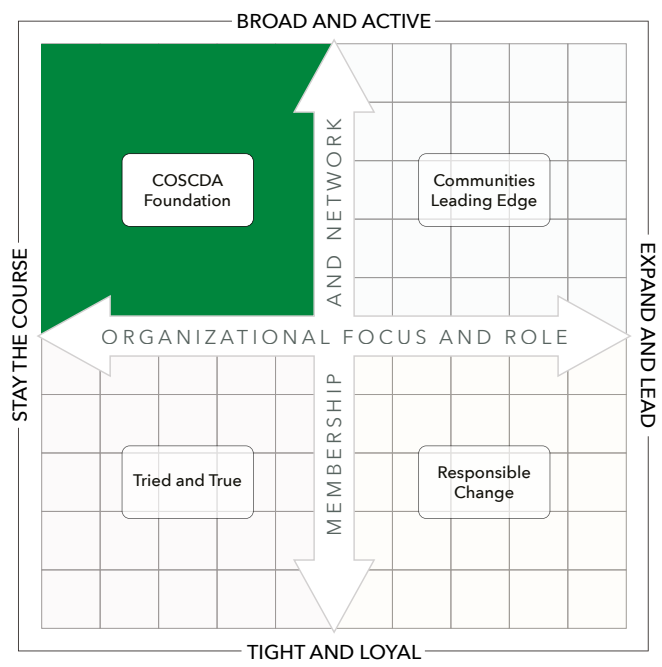 BROAD AND ACTIVE
COSCDA
Foundation
Communities
Leading Edge
AND NETWORK
STAY THE COURSE
ORGANIZATIONAL FOCUS AND ROLE
EXPAND AND LEAD
MEMBERSHIP
Tried and True
Responsible
Change
TIGHT AND LOYAL